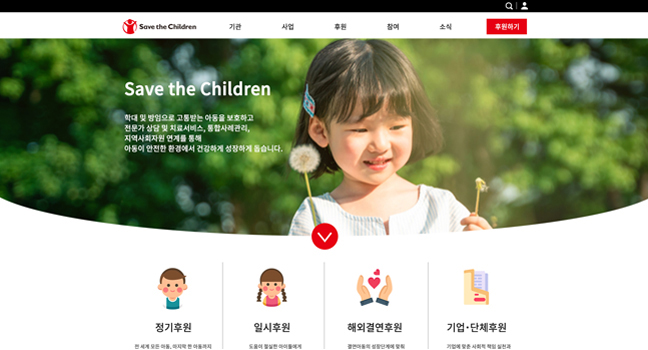 Save the Children
기관
사업
후원
참여
소식
후원하기
Save the Children
학대 및 방임으로 고통받는 아동을 보호하고
전문가 상담 및 치료서비스, 통합사례관리,
지역사회자원 연계를 통해
아동이 안전한 환경에서 건강하게 성장하게 돕습니다.
정기후원
일시후원
해외결연후원
기업·단체후원
전 세계 모든 아동, 마지막 한 아동까지
도움이 절실한 아이들에게
결연아동의 성장단계에 맞춰
기업에 맞춘 사회적 책임 실천과